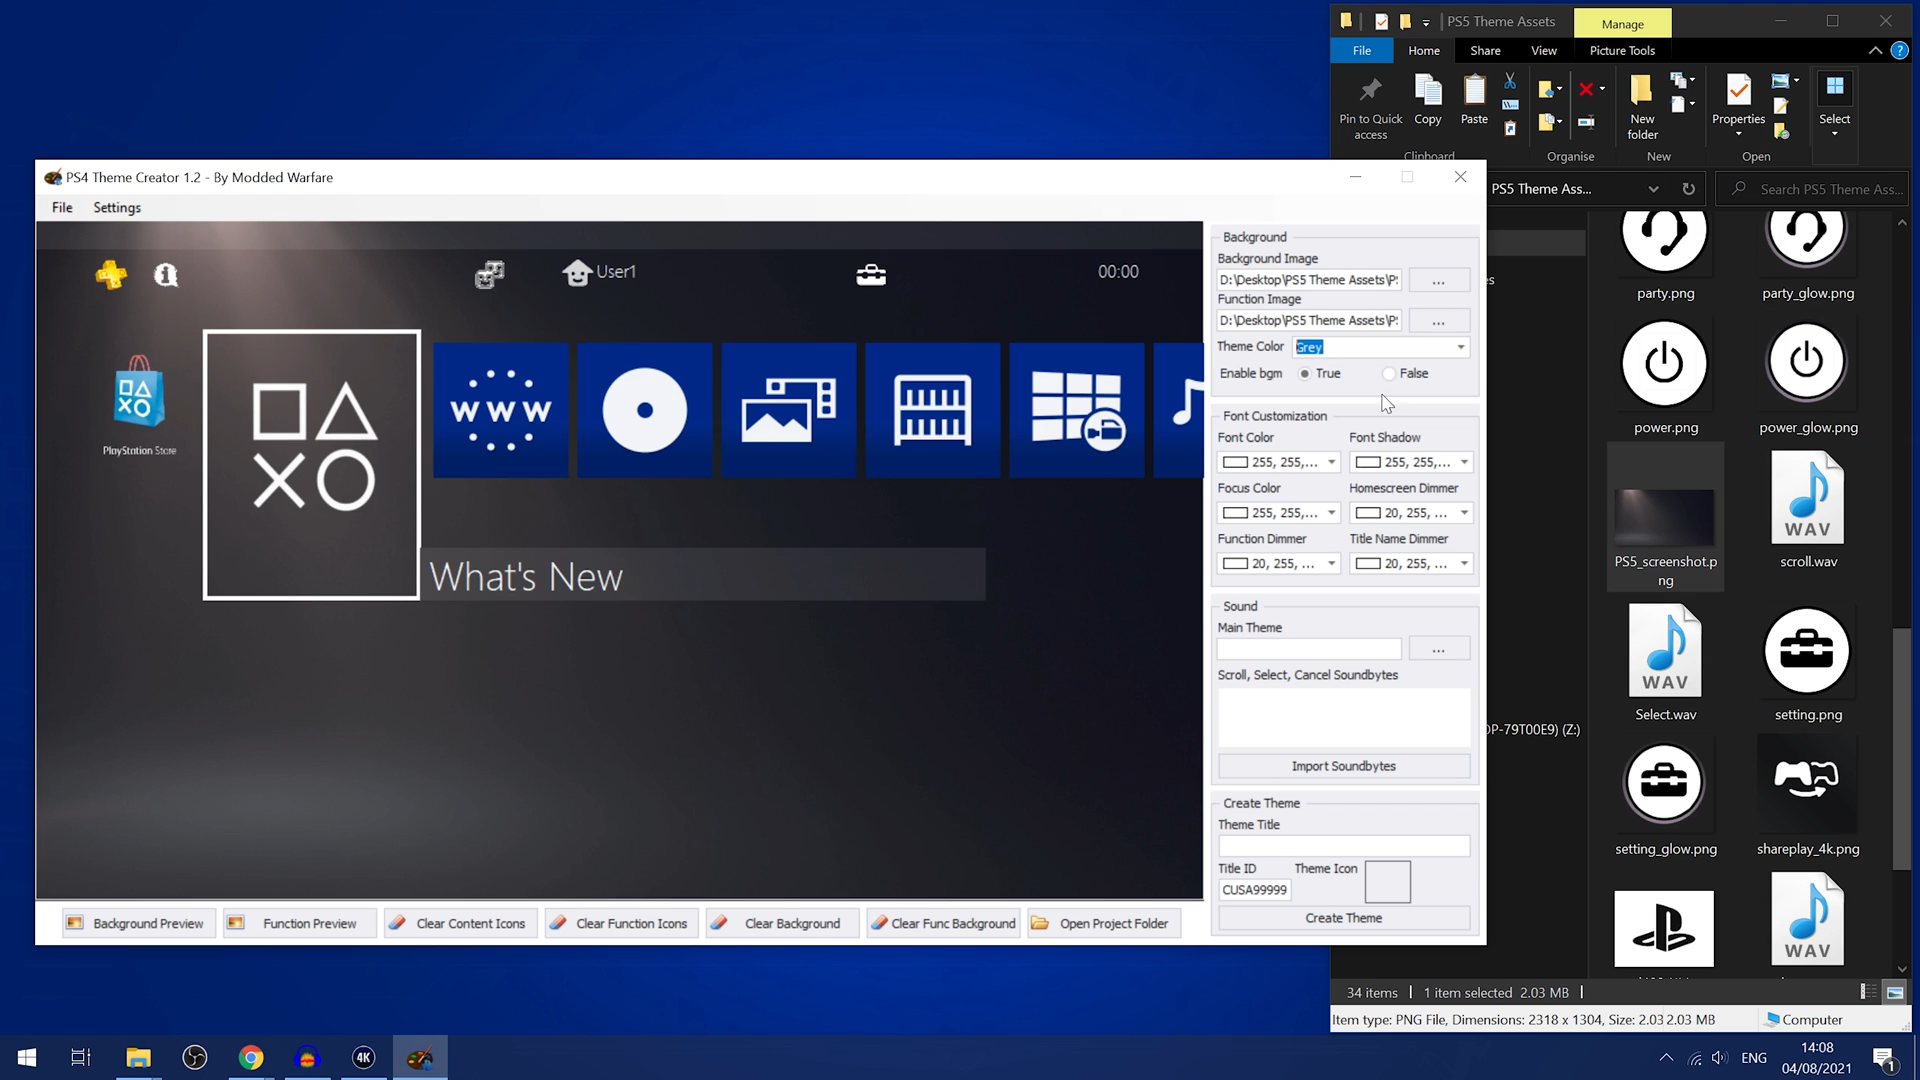 PS5 Theme Assets
Manage
File
Home
Share
View
Picture Tools
Pin to Quick access
Copy
Paste
New folder
Properties
Select
Clipboard
Organise
New
Open
PS5 Theme Ass...
Search PS5 Theme Ass...
party.png
party_glow.png
power.png
power_glow.png
PS5_screenshot.p
ng
WAV
scroll.wav
WAV
Select.wav
setting.png
setting_glow.png
shareplay_4k.png
WAV
DP-79T00E9) (Z:)
34 items
1 item selected 2.03 MB
Item type: PNG File, Dimensions: 2318 x 1304, Size: 2.03 2.03 MB
Computer
PS4 Theme Creator 1.2 - By Modded Warfare
File
Settings
User1
00:00
PlayStation Store
www
What's New
Background
Background Image
D:\Desktop\PS5 Theme Assets\P
...
Function Image
D:\Desktop\PS5 Theme Assets\P
...
Theme Color
Grey
Enable bgm
True
False
Font Customization
Font Color
Font Shadow
255, 255,...
255, 255,...
Focus Color
Homescreen Dimmer
255, 255,...
20, 255, ...
Function Dimmer
Title Name Dimmer
20, 255, ...
20, 255, ...
Sound
Main Theme
...
Scroll, Select, Cancel Soundbytes
Import Soundbytes
Create Theme
Theme Title
Title ID
Theme Icon
CUSA99999
Create Theme
Background Preview
Function Preview
Clear Content Icons
Clear Function Icons
Clear Background
Clear Func Background
Open Project Folder
4K
ENG
14:08
04/08/2021
1